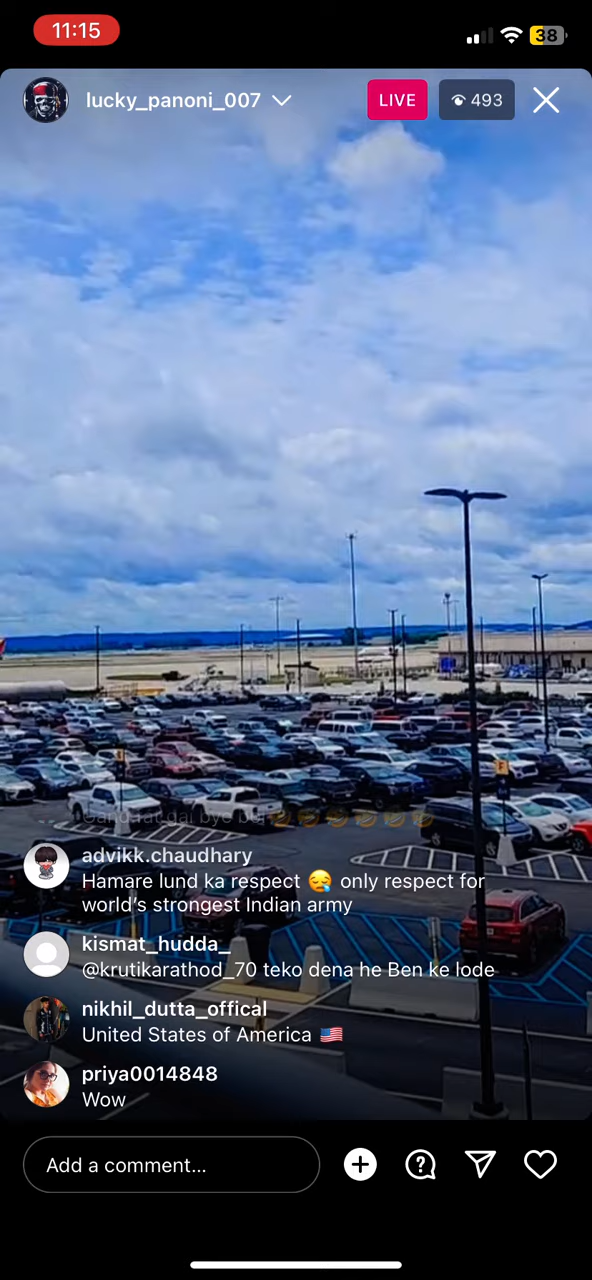 11:15
38
lucky_panoni_007
LIVE
493
advikk.chaudhary
Hamare lund ka respect 😪 only respect for
world's strongest Indian army
kismat_hudda_
@krutikarathod_70 teko dena he Ben ke lode
nikhil_dutta_offical
United States of America 🇺🇸
priya0014848
Wow
Add a comment...